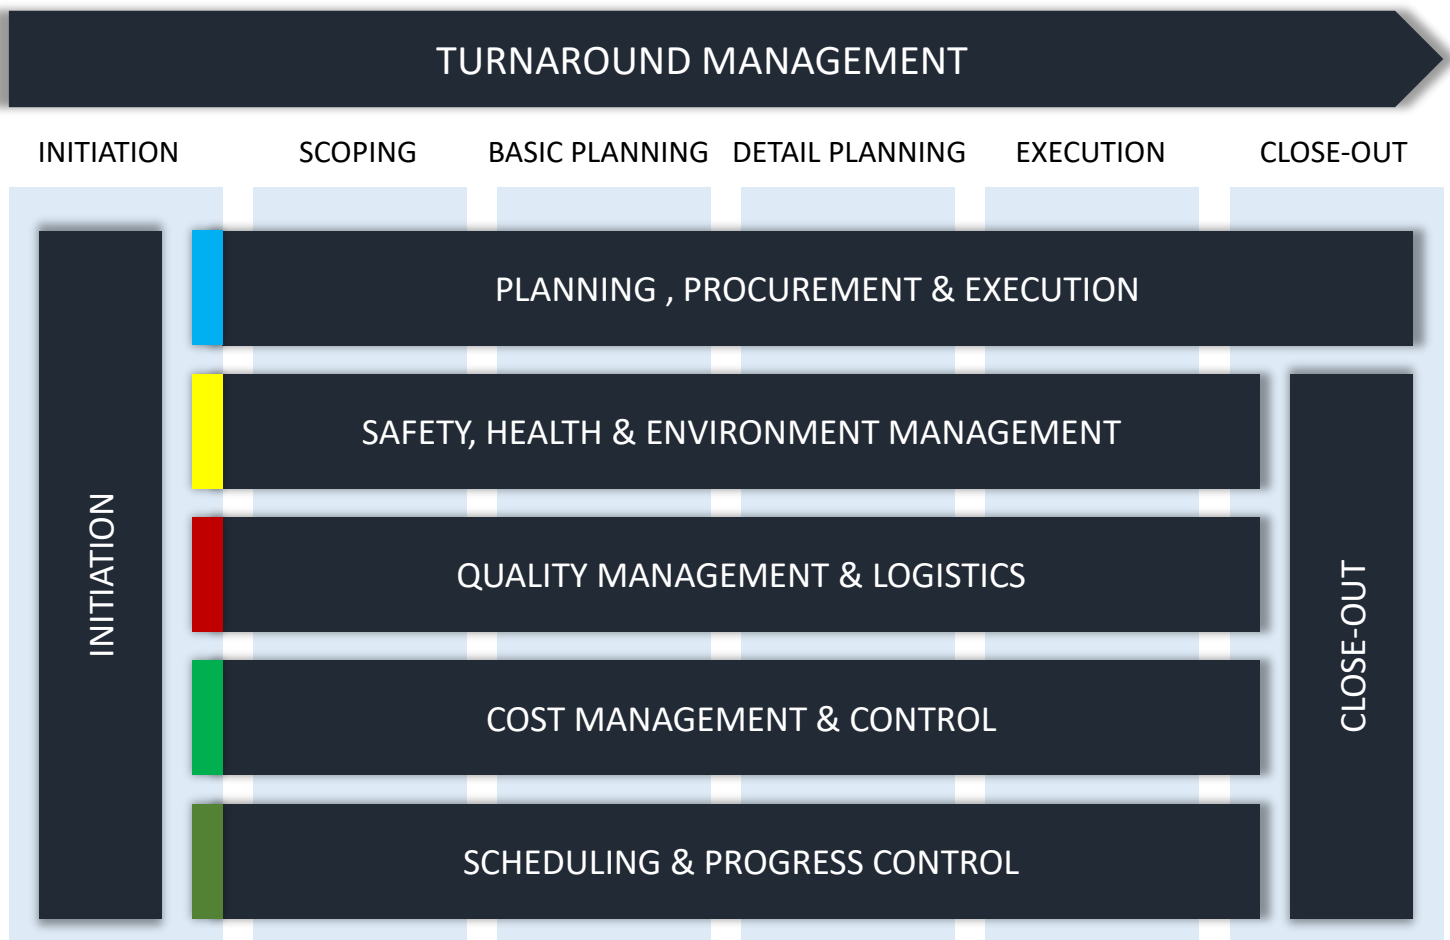 TURNAROUND MANAGEMENT
INITIATION
SCOPING
BASIC PLANNING
DETAIL PLANNING
EXECUTION
CLOSE-OUT
INITIATION
PLANNING , PROCUREMENT & EXECUTION
SAFETY, HEALTH & ENVIRONMENT MANAGEMENT
QUALITY MANAGEMENT & LOGISTICS
COST MANAGEMENT & CONTROL
SCHEDULING & PROGRESS CONTROL
CLOSE-OUT